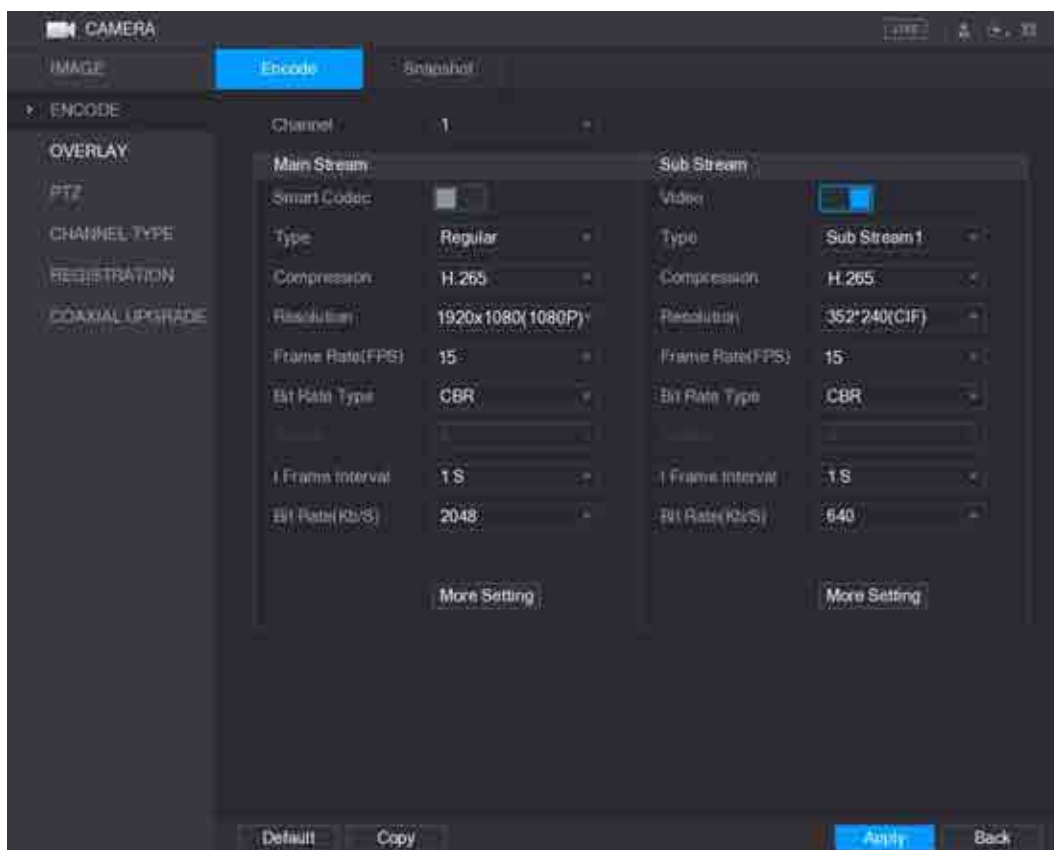 CAMERA LIVE
IMAGE Encode Snapshot
ENCODE
Channel 1
OVERLAY
Main Stream Sub Stream
PTZ
Smart Codec Video
CHANNEL TYPE
Type Regular Type Sub Stream1
REGISTRATION
Compression H.265 Compression H.265
COAXIAL UPGRADE
Resolution 1920x1080(1080P) Resolution 352*240(CIF)
Frame Rate(FPS) 15 Frame Rate(FPS) 15
Bit Rate Type CBR Bit Rate Type CBR
I Frame Interval 1 S I Frame Interval 1 S
Bit Rate(Kb/S) 2048 Bit Rate(Kb/S) 640
More Setting More Setting
Default Copy Apply Back